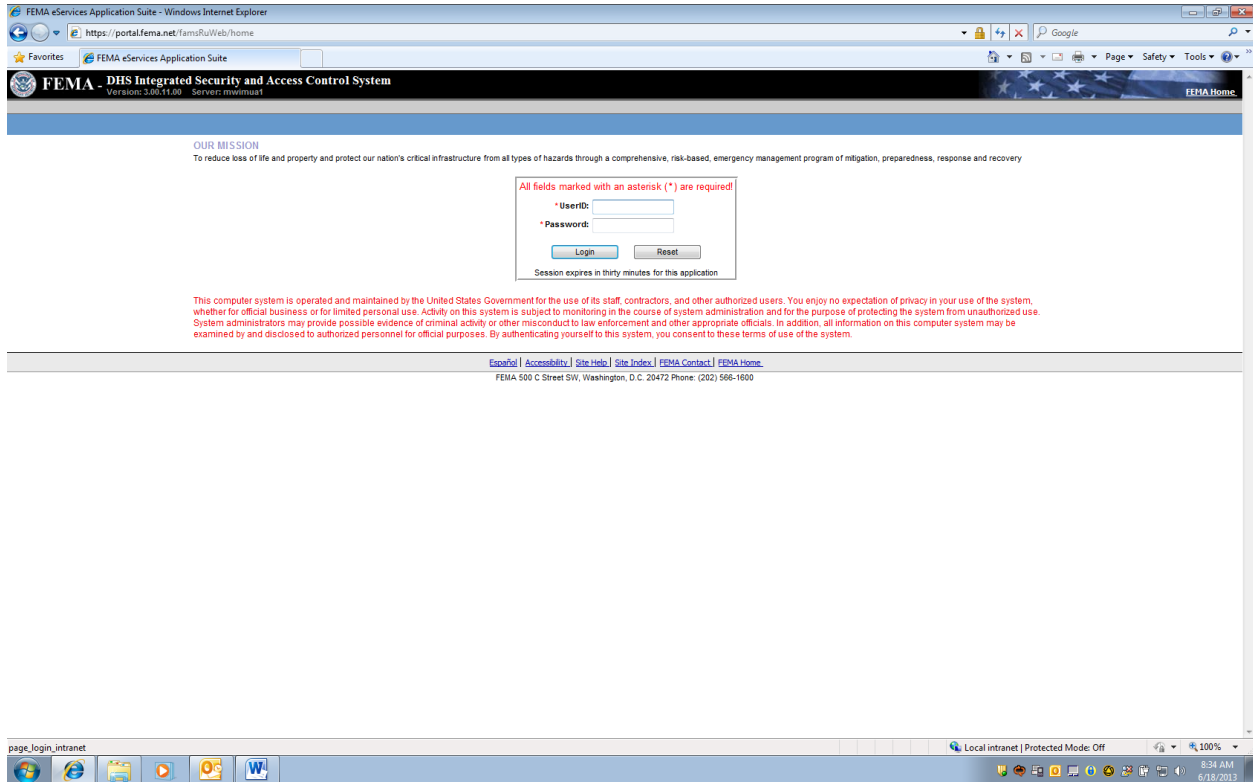 FEMA eServices Application Suite - Windows Internet Explorer
https://portal.fema.net/famsRuWeb/home
Google
Favorites
FEMA eServices Application Suite
Page
Safety
Tools
FEMA - DHS Integrated Security and Access Control System
Version: 3.00.11.00 Server: mwimua1
FEMA Home
OUR MISSION
To reduce loss of life and property and protect our nation's critical infrastructure from all types of hazards through a comprehensive, risk-based, emergency management program of mitigation, preparedness, response and recovery
All fields marked with an asterisk (*) are required!
*UserID:
*Password:
Login Reset
Session expires in thirty minutes for this application
This computer system is operated and maintained by the United States Government for the use of its staff, contractors, and other authorized users. You enjoy no expectation of privacy in your use of the system,
whether for official business or for limited personal use. Activity on this system is subject to monitoring in the course of system administration and for the purpose of protecting the system from unauthorized use.
System administrators may provide possible evidence of criminal activity or other misconduct to law enforcement and other appropriate officials. In addition, all information on this computer system may be
examined by and disclosed to authorized personnel for official purposes. By authenticating yourself to this system, you consent to these terms of use of the system.
Español | Accessibility | Site Help | Site Index | FEMA Contact | FEMA Home
FEMA 500 C Street SW, Washington, D.C. 20472 Phone: (202) 566-1600
page_login_intranet
Local intranet | Protected Mode: Off
100%
8:34 AM
6/18/2013